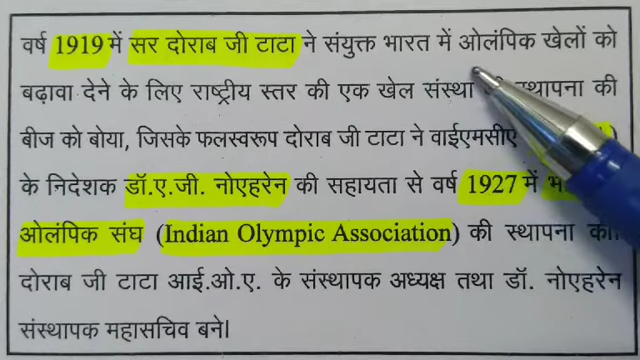 वर्ष 1919 में सर दोराब जी टाटा ने संयुक्त भारत में ओलंपिक खेलों को
बढ़ावा देने के लिए राष्ट्रीय स्तर की एक खेल संस्था स्थापना की
बीज को बोया, जिसके फलस्वरूप दोराब जी टाटा ने वाईएमसीए )
के निदेशक डॉ.ए.जी. नोएहरेन की सहायता से वर्ष 1927 में
ओलंपिक संघ (Indian Olympic Association) की स्थापना की।
दोराब जी टाटा आई.ओ.ए. के संस्थापक अध्यक्ष तथा डॉ. नोएहरेन
संस्थापक महासचिव बने।